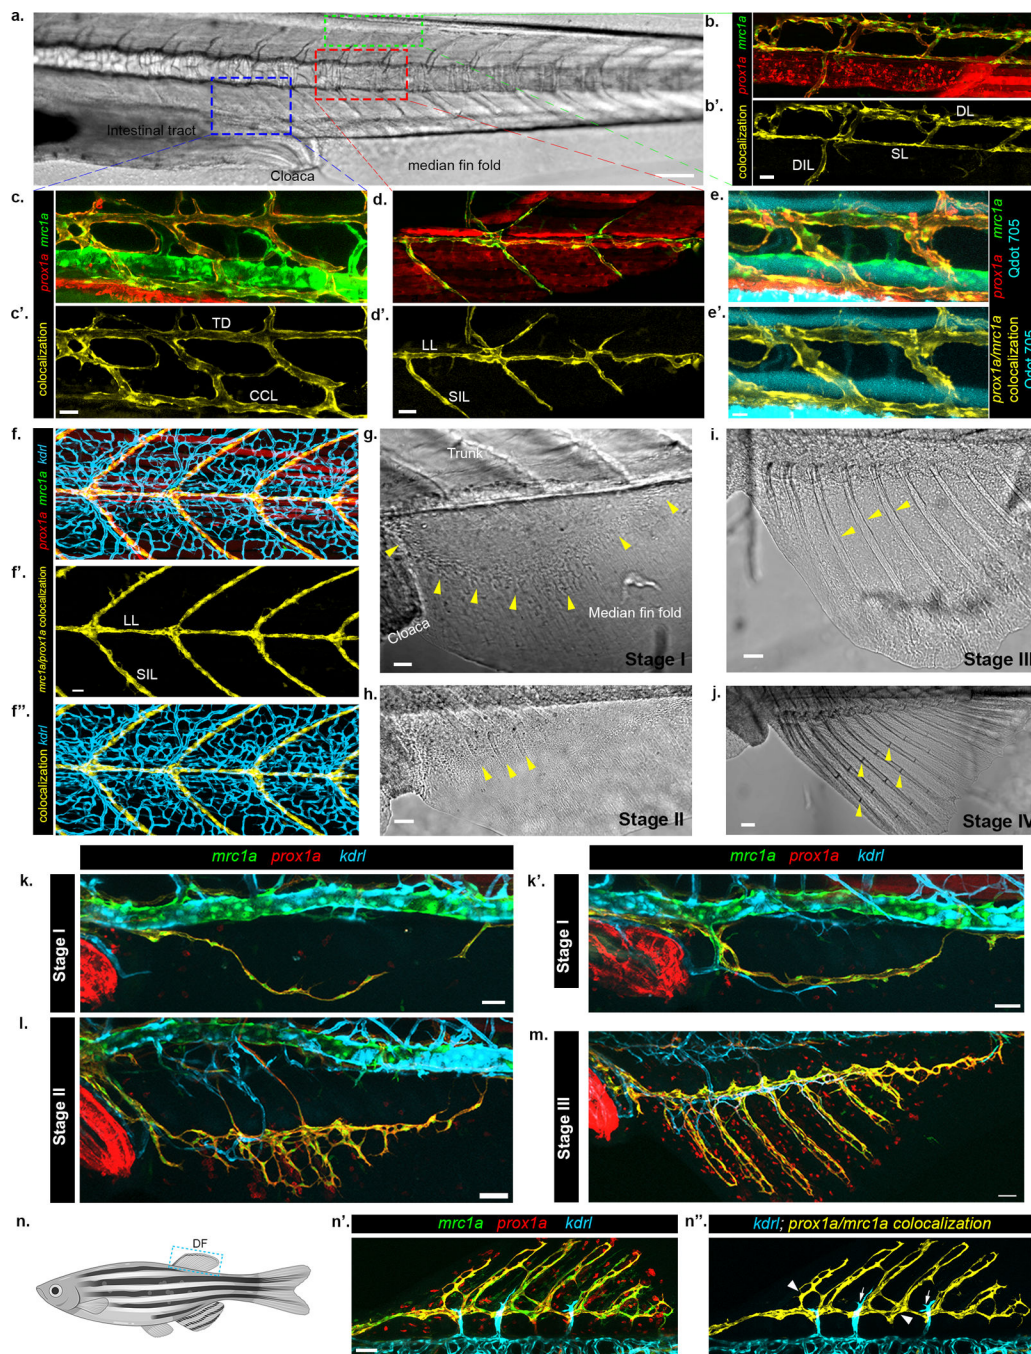 a.
Intestinal tract
Cloaca
median fin fold
b.
prox1a mrc1a
b'.
colocalization
DL
SL
DIL
c.
prox1a mrc1a
d.
e.
prox1a mrc1a
Qdot 705
c'.
colocalization
TD
CCL
d'.
LL
SIL
e'.
prox1a/mrc1a
colocalization
Qdot 705
f.
prox1a mrc1a kdrl
f'.
mrc1a/prox1a colocalization
LL
SIL
f''.
colocalization kdrl
g.
Trunk
Median fin fold
Cloaca
Stage I
h.
Stage II
i.
Stage III
j.
Stage IV
mrc1a prox1a kdrl
k.
Stage I
mrc1a prox1a kdrl
k'.
Stage I
l.
Stage II
m.
Stage III
n.
DF
n'.
mrc1a prox1a kdrl
n''.
kdrl; prox1a/mrc1a colocalization